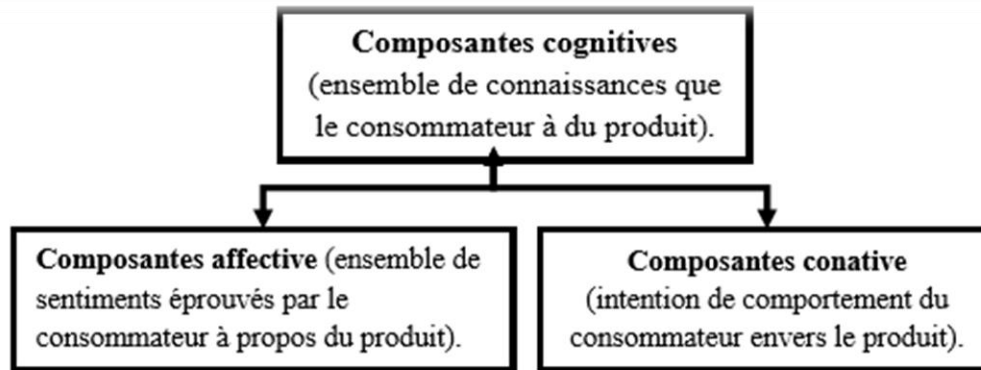 Composantes cognitives
(ensemble de connaissances que
le consommateur à du produit).
Composantes affective (ensemble de
sentiments éprouvés par le
consommateur à propos du produit).
Composantes conative
(intention de comportement du
consommateur envers le produit).